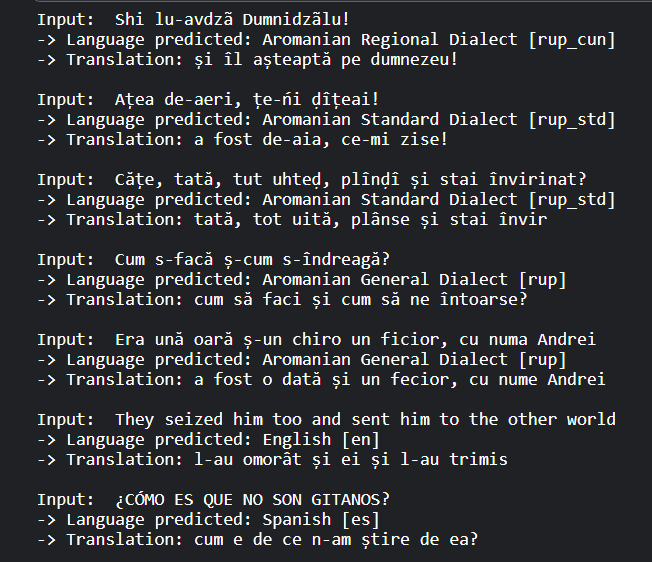 Input:  Shi lu-avdzã Dumnidzãlu!
-> Language predicted: Aromanian Regional Dialect [rup_cun]
-> Translation: și îl așteaptă pe dumnezeu!
Input:  Ațea de-aeri, țe-ńi ḑîțeai!
-> Language predicted: Aromanian Standard Dialect [rup_std]
-> Translation: a fost de-aia, ce-mi zise!
Input:  Cățe, tată, tut uhteḑ, plînḑî și stai învirinat?
-> Language predicted: Aromanian Standard Dialect [rup_std]
-> Translation: tată, tot uită, plânse și stai învir
Input:  Cum s-facă ș-cum s-îndreagă?
-> Language predicted: Aromanian General Dialect [rup]
-> Translation: cum să faci și cum să ne întoarse?
Input:  Era ună oară ș-un chiro un ficior, cu numa Andrei
-> Language predicted: Aromanian General Dialect [rup]
-> Translation: a fost o dată și un fecior, cu nume Andrei
Input:  They seized him too and sent him to the other world
-> Language predicted: English [en]
-> Translation: l-au omorât și ei și l-au trimis
Input:  ¿CÓMO ES QUE NO SON GITANOS?
-> Language predicted: Spanish [es]
-> Translation: cum e de ce n-am știre de ea?